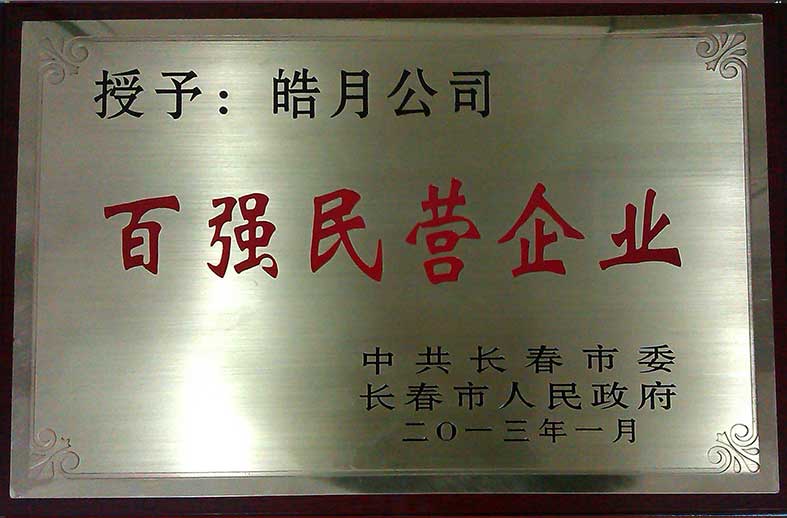 授予：皓月公司
百强民营企业
中共长春市委
长春市人民政府
二O一三年一月